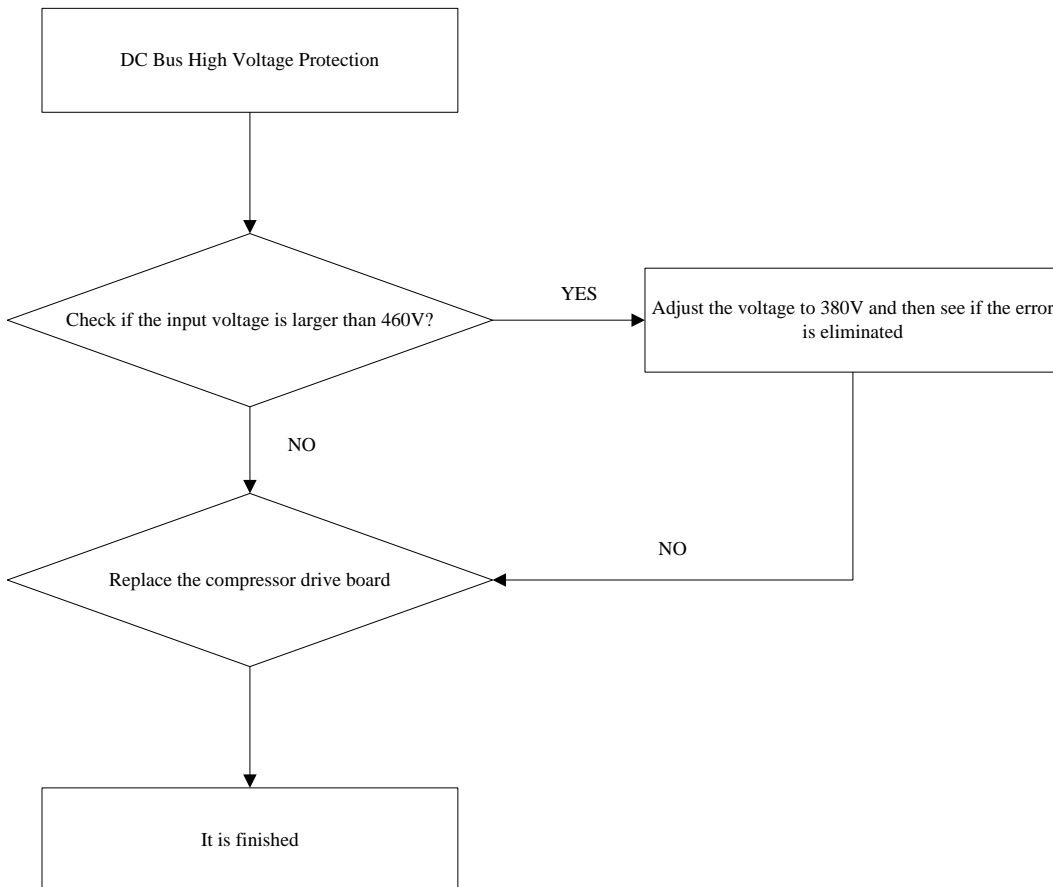 DC Bus High Voltage Protection
Check if the input voltage is larger than 460V?
YES
Adjust the voltage to 380V and then see if the error
is eliminated
NO
Replace the compressor drive board
NO
It is finished